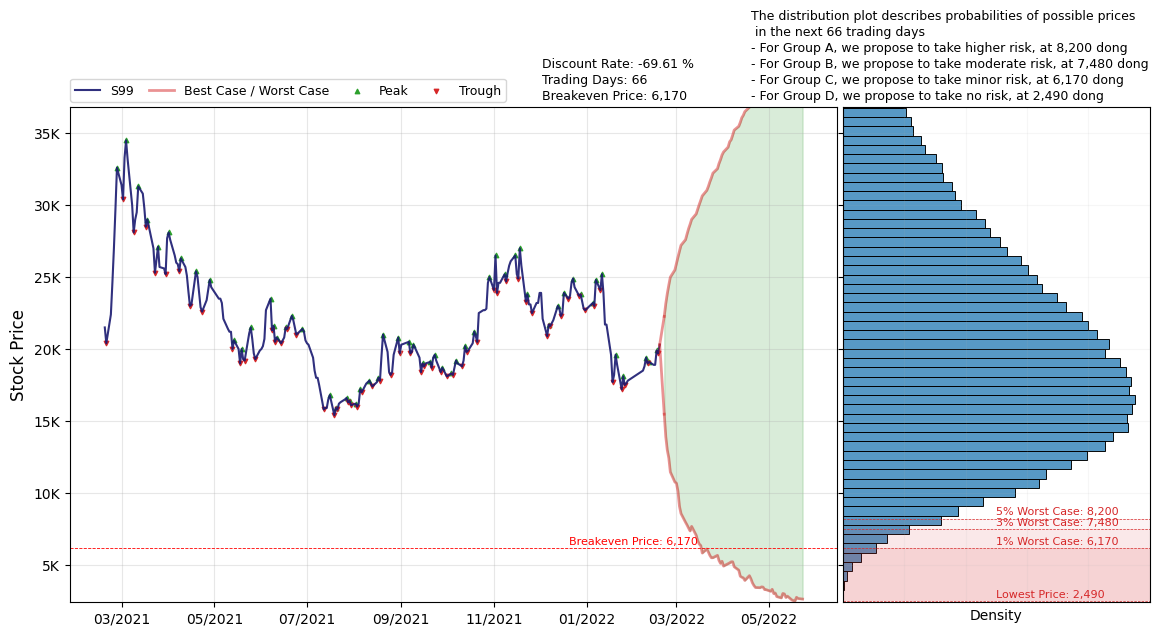 The distribution plot describes probabilities of possible prices
in the next 66 trading days
- For Group A, we propose to take higher risk, at 8,200 dong
- For Group B, we propose to take moderate risk, at 7,480 dong
- For Group C, we propose to take minor risk, at 6,170 dong
- For Group D, we propose to take no risk, at 2,490 dong
Discount Rate: -69.61 %
Trading Days: 66
Breakeven Price: 6,170
S99 Best Case / Worst Case Peak Trough
Stock Price
35K
30K
25K
20K
15K
10K
5K
Breakeven Price: 6,170
5% Worst Case: 8,200
3% Worst Case: 7,480
1% Worst Case: 6,170
Lowest Price: 2,490
03/2021 05/2021 07/2021 09/2021 11/2021 01/2022 03/2022 05/2022
Density